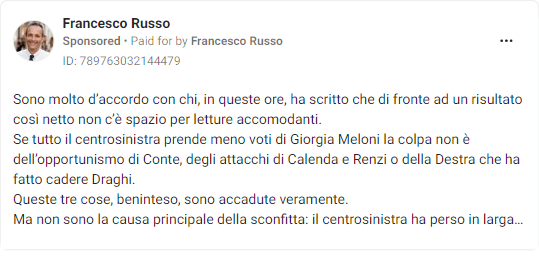 Francesco Russo
Sponsored • Paid for by Francesco Russo
ID: 789763032144479
Sono molto d'accordo con chi, in queste ore, ha scritto che di fronte ad un risultato
così netto non c'è spazio per letture accomodanti.
Se tutto il centrosinistra prende meno voti di Giorgia Meloni la colpa non è
dell'opportunismo di Conte, degli attacchi di Calenda e Renzi o della Destra che ha
fatto cadere Draghi.
Queste tre cose, beninteso, sono accadute veramente.
Ma non sono la causa principale della sconfitta: il centrosinistra ha perso in larga…